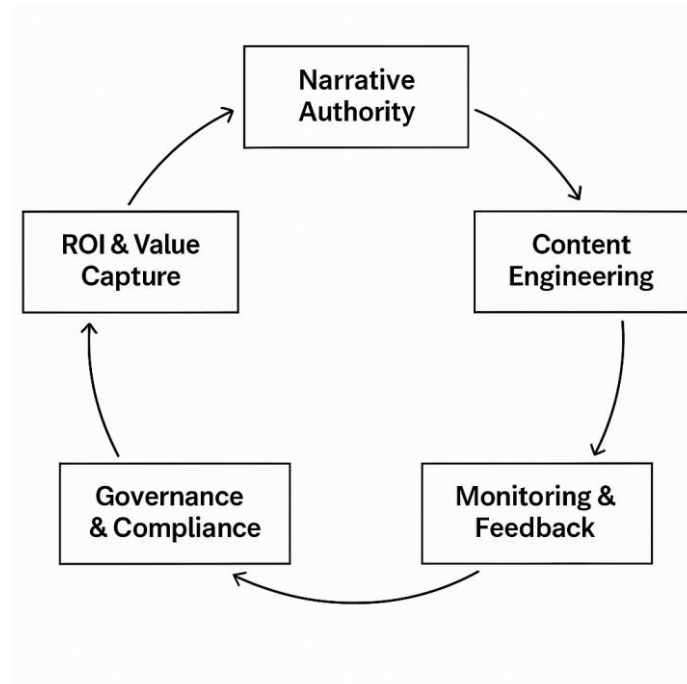 Narrative
Authority
Content
Engineering
Monitoring &
Feedback
Governance
& Compliance
ROI & Value
Capture